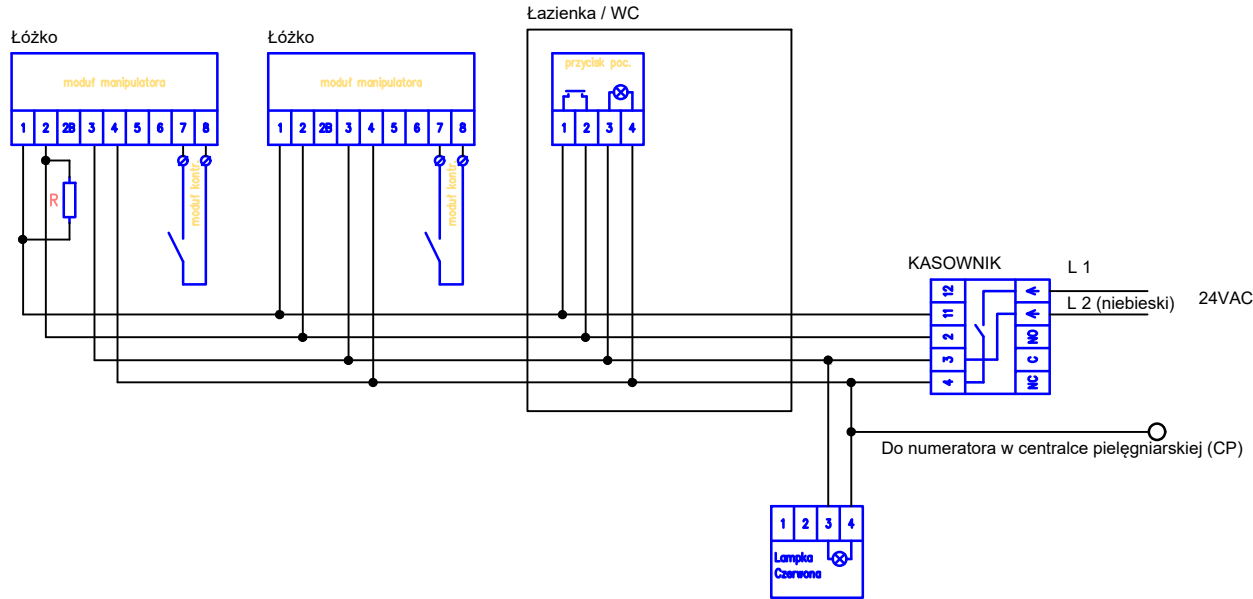 Łazienka / WC
Łóżko
Łóżko
moduł manipulatora
moduł manipulatora
przycisk poc.
1 2 2B 3 4 5 6 7 8
1 2 2B 3 4 5 6 7 8
1 2 3 4
R
moduł kontr.
moduł kontr.
KASOWNIK
12
11
2
3
4
NO
C
NC
L 1
L 2 (niebieski)
24VAC
Do numeratora w centralce pielęgniarskiej (CP)
1 2 3 4
Lampka
Czerwona